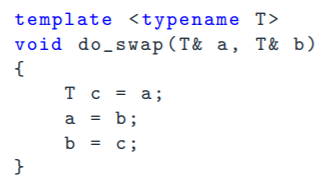 template <typename T>
void do_swap(T& a, T& b)
{
    T c = a;
    a = b;
    b = c;
}